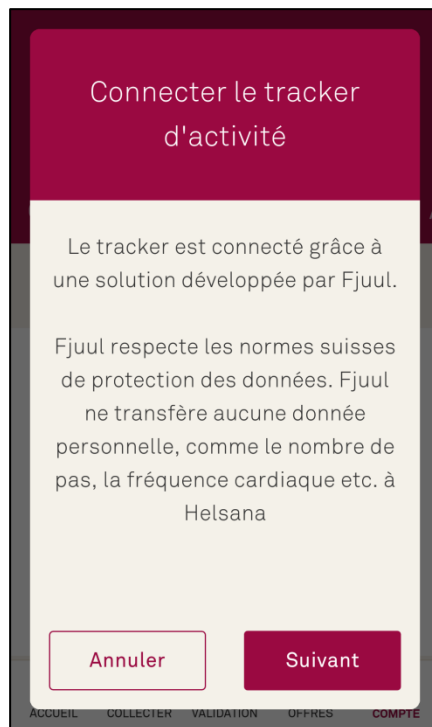 Connecter le tracker
d'activité
Le tracker est connecté grâce à
une solution développée par Fjuul.
Fjuul respecte les normes suisses
de protection des données. Fjuul
ne transfère aucune donnée
personnelle, comme le nombre de
pas, la fréquence cardiaque etc. à
Helsana
Annuler Suivant
ACCUEIL COLLECTER VALIDATION OFFRES COMPTE